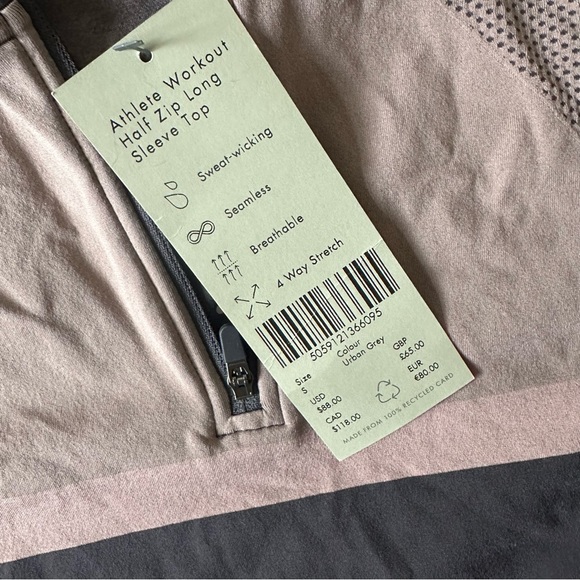 Athlete Workout
Half Zip Long
Sleeve Top
Sweat-wicking
Seamless
Breathable
4 Way Stretch
5059121366095
Size
S
Colour
Urban Grey
USD
$88.00
GBP
£65.00
CAD
$118.00
EUR
€80.00
MADE FROM 100% RECYCLED CARD